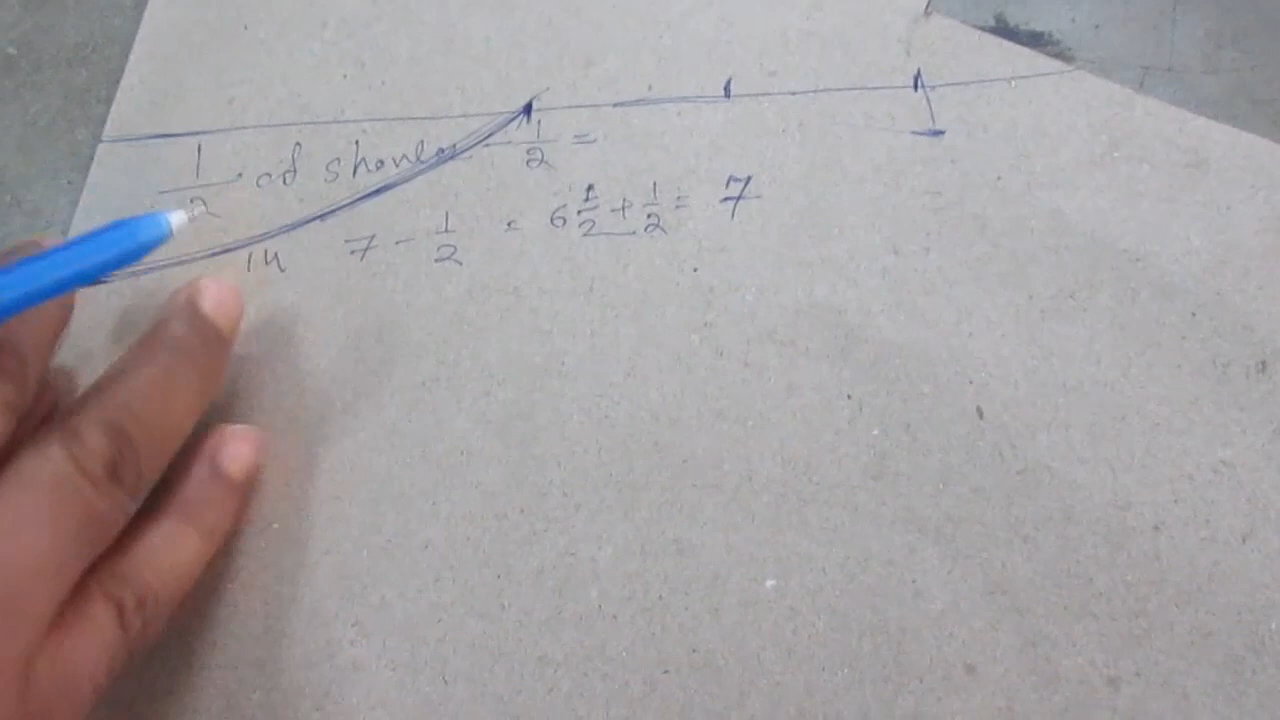 1/2 of shoulder - 1/2 =
14 7 - 1/2 = 6 1/2 + 1/2 = 7